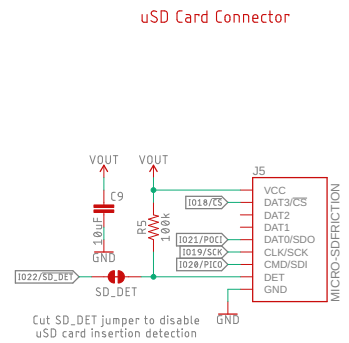 uSD Card Connector
VOUT
VOUT
C9
10uF
GND
R5
100k
J5
VCC
IO18/CS
DAT3/CS
DAT2
DAT1
IO21/POCI
DAT0/SDO
IO19/SCK
CLK/SCK
IO20/PICO
CMD/SDI
IO22/SD_DET
DET
SD_DET
GND
GND
MICRO-SDFRICTION
Cut SD_DET jumper to disable
uSD card insertion detection